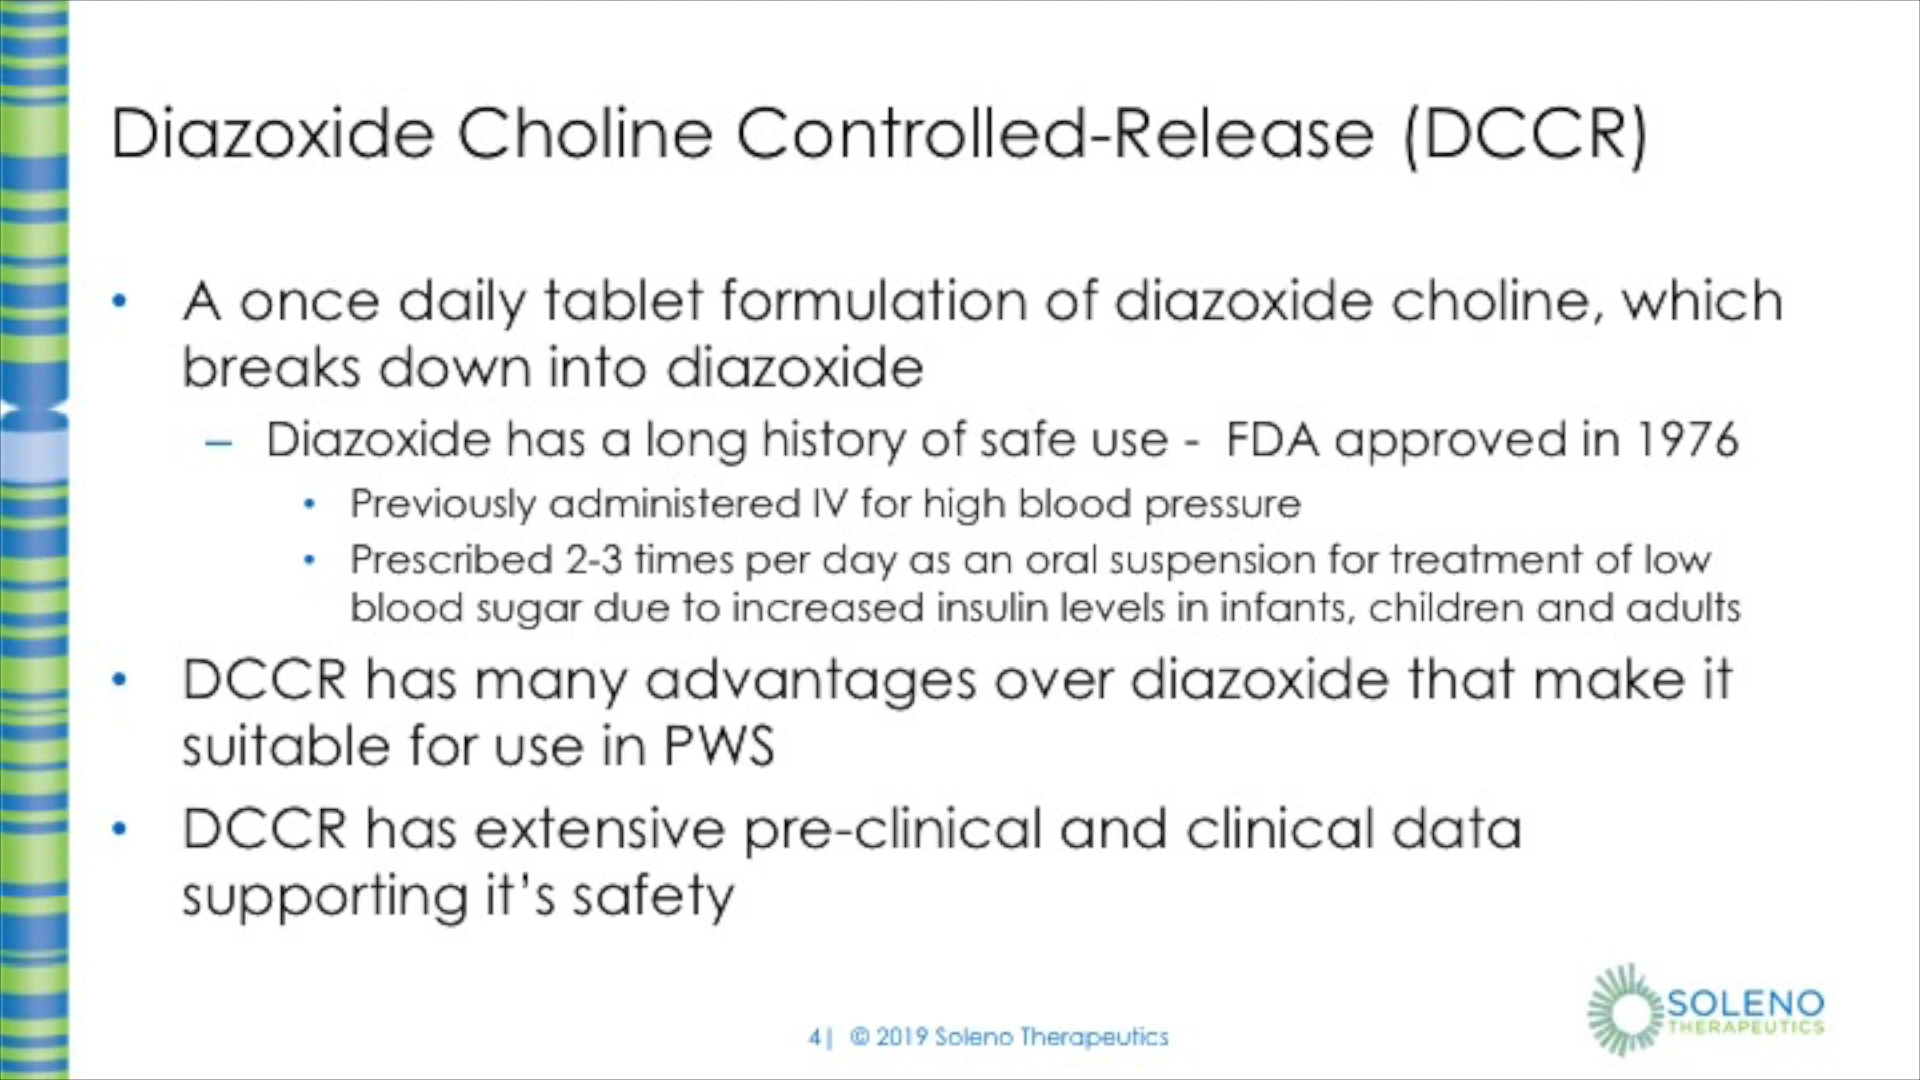 Diazoxide Choline Controlled-Release (DCCR)
• A once daily tablet formulation of diazoxide choline, which
breaks down into diazoxide
– Diazoxide has a long history of safe use - FDA approved in 1976
• Previously administered IV for high blood pressure
• Prescribed 2-3 times per day as an oral suspension for treatment of low
blood sugar due to increased insulin levels in infants, children and adults
• DCCR has many advantages over diazoxide that make it
suitable for use in PWS
• DCCR has extensive pre-clinical and clinical data
supporting it's safety
4| © 2019 Soleno Therapeutics
SOLENO
THERAPEUTICS